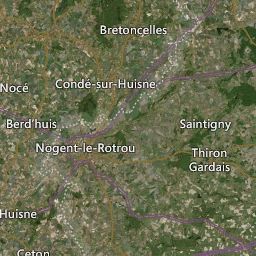 Bretoncelles
Condé-sur-Huisne
Nocé
Berd'huis
Saintigny
Nogent-le-Rotrou
Thiron
Gardais
Huisne
Ceton